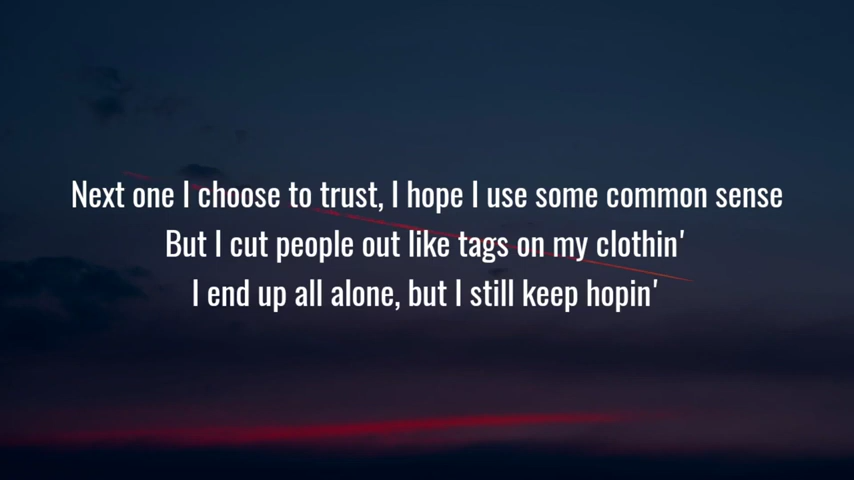 Next one I choose to trust, I hope I use some common sense
But I cut people out like tags on my clothin'
I end up all alone, but I still keep hopin'